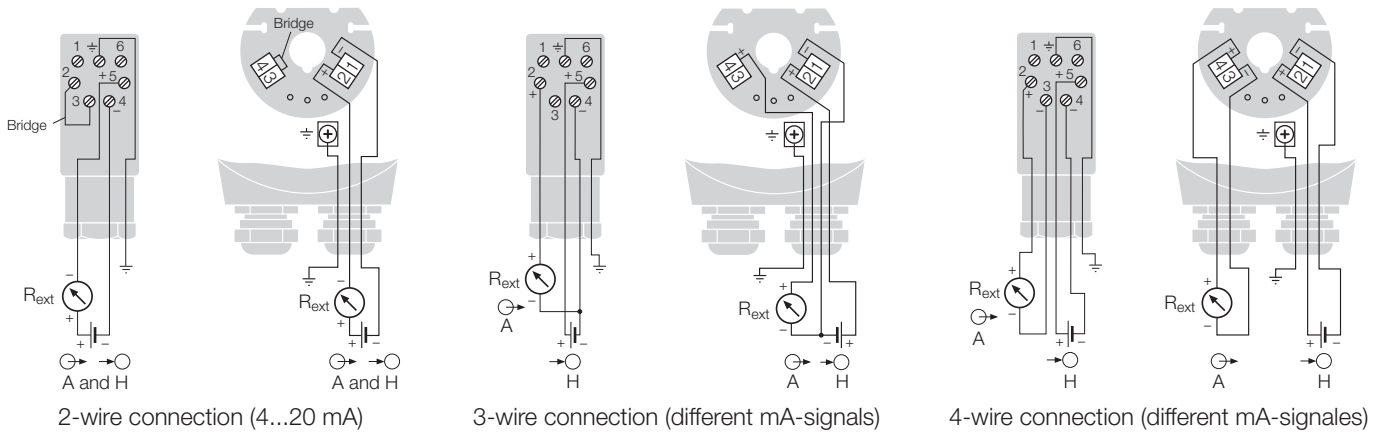 1 ⏚ 6
2 + 5
3 4
−
Bridge
R_ext
−
+
+ −
A and H
Bridge
4 3
2 1
−
+
⏚
R_ext
−
+
+ −
A and H
2-wire connection (4...20 mA)
1 ⏚ 6
2 + 5
+
3 4
−
R_ext
+
−
A
+ −
H
4 3
+
2 1
−
+
⏚
R_ext
+
−
− +
A H
3-wire connection (different mA-signals)
1 ⏚ 6
2 + 5
+ 3 4
− −
R_ext
+
−
A
+ −
H
4 3
+
−
2 1
−
+
⏚
R_ext
+
−
A
+ −
H
4-wire connection (different mA-signales)